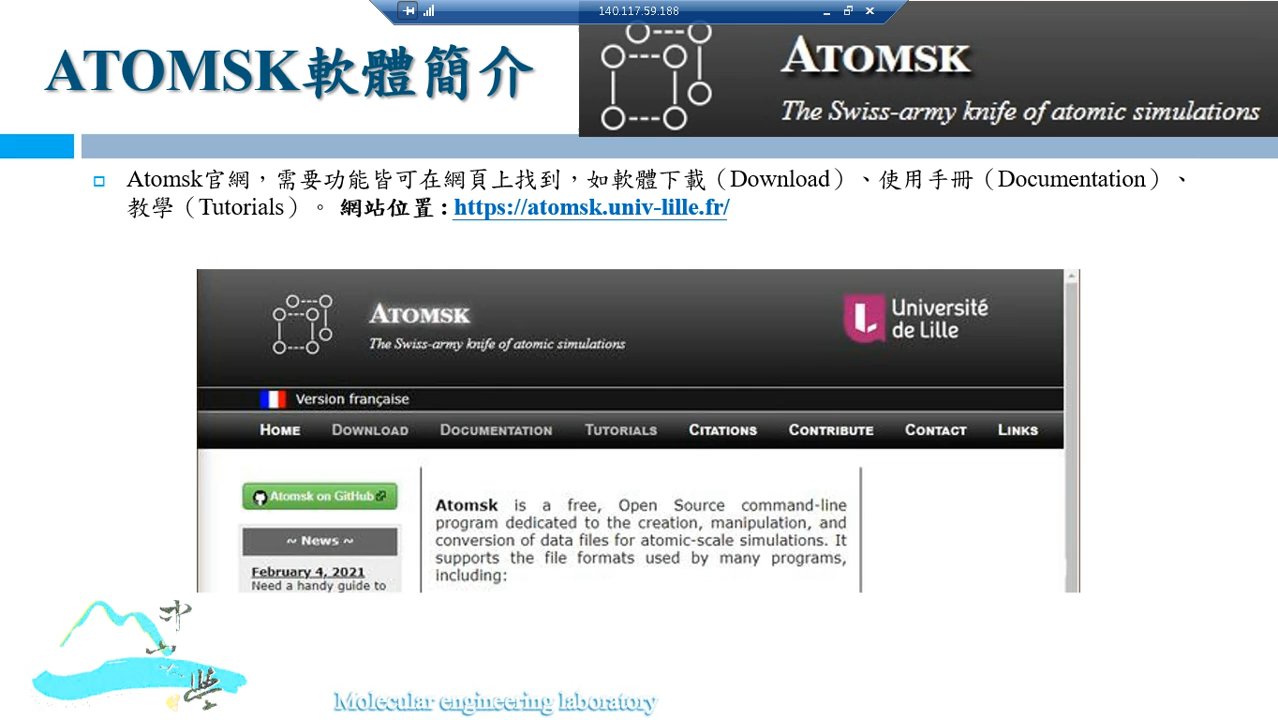 140.117.59.188
ATOMSK軟體簡介
ATOMSK
The Swiss-army knife of atomic simulations
Atomsk官網，需要功能皆可在網頁上找到，如軟體下載（Download）、使用手冊（Documentation）、
教學（Tutorials）。 網站位置 : https://atomsk.univ-lille.fr/
ATOMSK
The Swiss-army knife of atomic simulations
Université
de Lille
Version française
HOME DOWNLOAD DOCUMENTATION TUTORIALS CITATIONS CONTRIBUTE CONTACT LINKS
Atomsk on GitHub
~ News ~
February 4, 2021
Need a handy guide to
Atomsk is a free, Open Source command-line
program dedicated to the creation, manipulation, and
conversion of data files for atomic-scale simulations. It
supports the file formats used by many programs,
including:
Molecular engineering laboratory